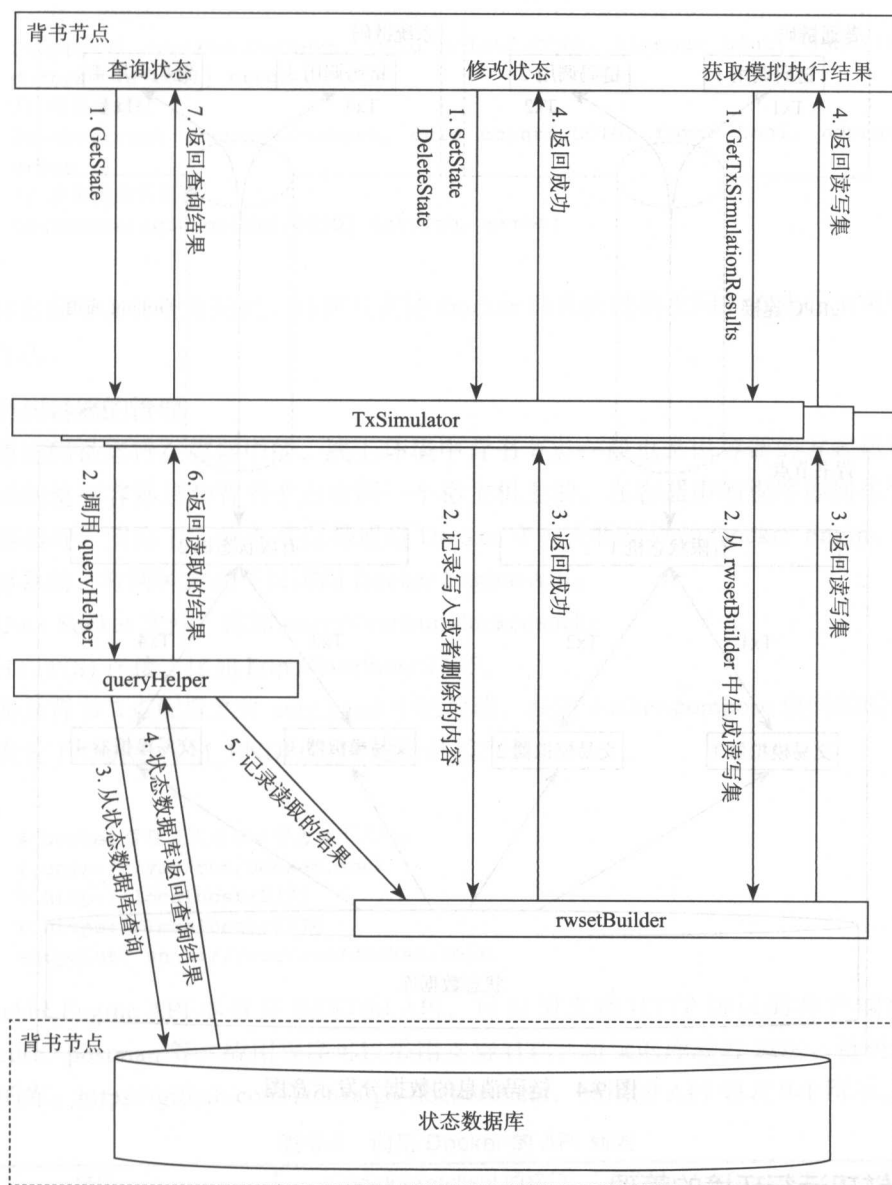 背书节点
查询状态
修改状态
获取模拟执行结果
1. GetState
7. 返回查询结果
1. SetState
DeleteState
4. 返回成功
1. GetTxSimulationResults
4. 返回读写集
TxSimulator
2. 调用 queryHelper
6. 返回读取的结果
2. 记录写人或者删除的内容
3. 返回成功
2. 从 rwsetBuilder 中生成读写集
3. 返回读写集
queryHelper
3. 从状态数据库查询
4. 状态数据库返回查询结果
5. 记录读取的结果
rwsetBuilder
背书节点
状态数据库